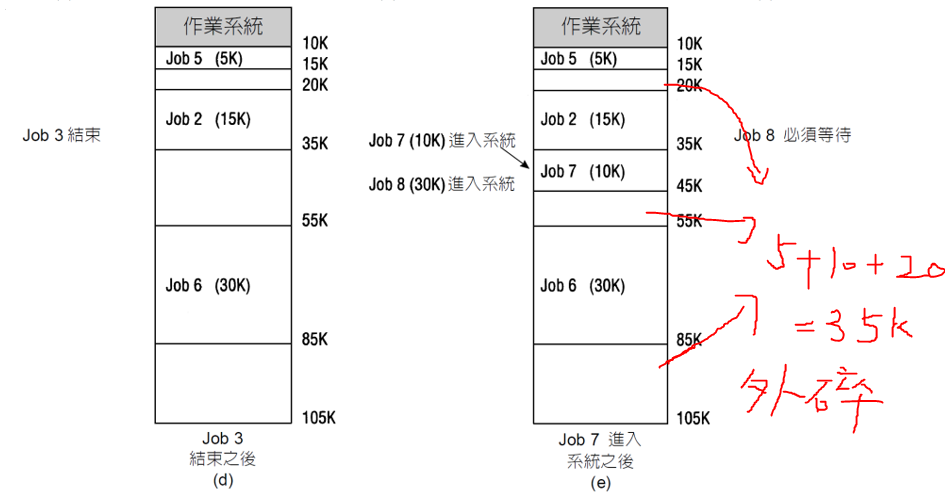 作業系統
10K
Job 5 (5K)
15K
20K
Job 2 (15K)
Job 3 結束
35K
55K
Job 6 (30K)
85K
105K
Job 3
結束之後
(d)
作業系統
10K
Job 5 (5K)
15K
20K
Job 2 (15K)
Job 8 必須等待
Job 7 (10K) 進入系統
35K
Job 7 (10K)
Job 8 (30K) 進入系統
45K
55K
Job 6 (30K)
85K
105K
Job 7 進入
系統之後
(e)
5+10+20
=35K
外碎